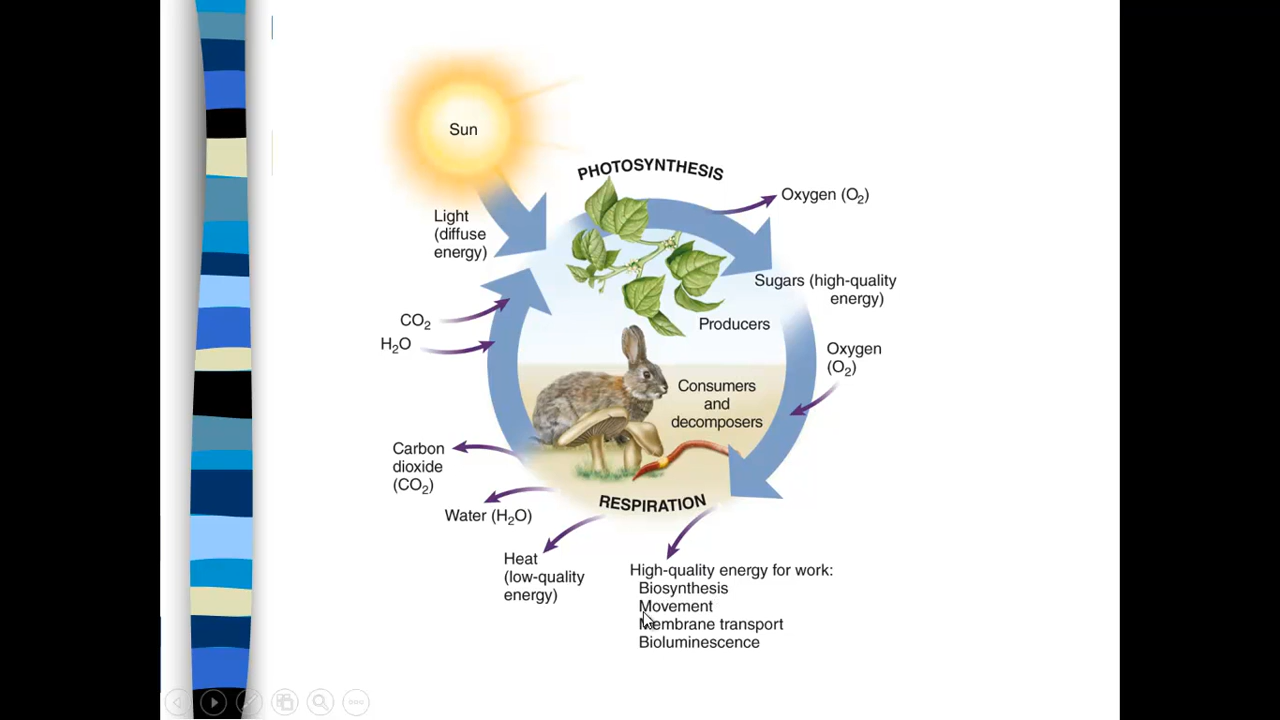 Sun
PHOTOSYNTHESIS
Oxygen (O₂)
Light
(diffuse
energy)
Sugars (high-quality
energy)
CO₂
H₂O
Producers
Oxygen
(O₂)
Consumers
and
decomposers
Carbon
dioxide
(CO₂)
Water (H₂O)
RESPIRATION
Heat
(low-quality
energy)
High-quality energy for work:
Biosynthesis
Movement
Membrane transport
Bioluminescence